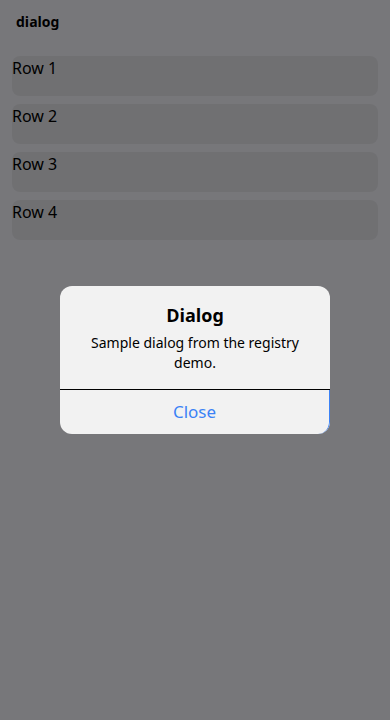 dialog
Row 1
Row 2
Row 3
Row 4
Dialog
Sample dialog from the registry
demo.
Close